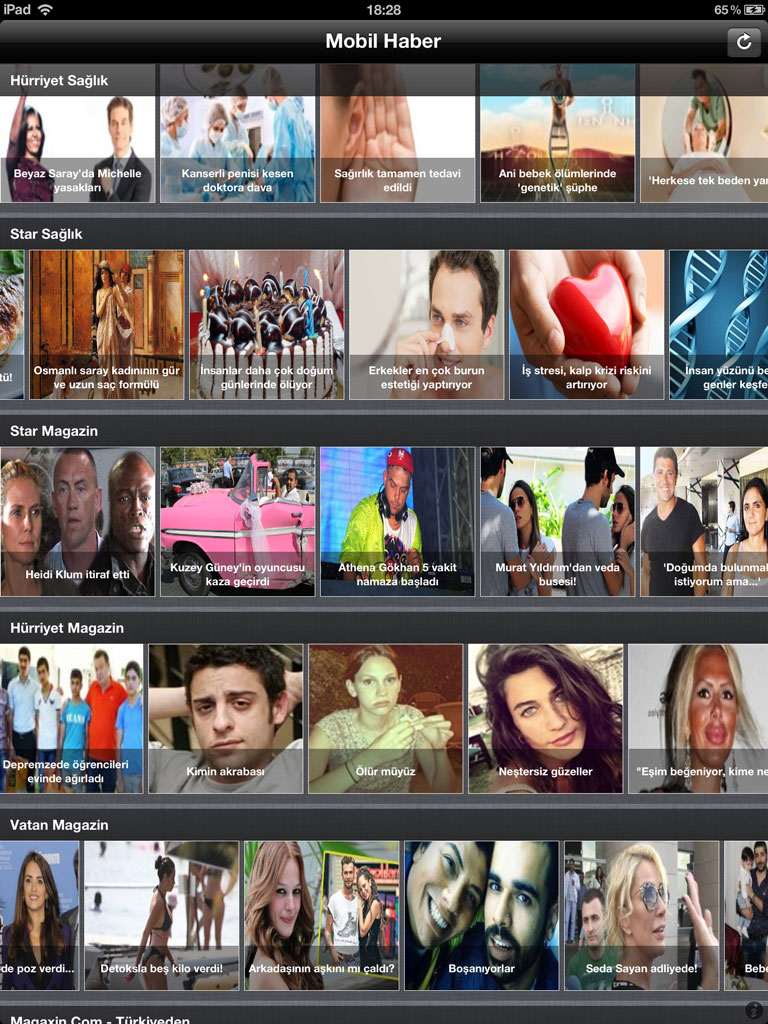 iPad 18:28 65%
Mobil Haber
Hürriyet Sağlık
Beyaz Saray'da Michelle
yasakları
Kanserli penisi kesen
doktora dava
Sağırlık tamamen tedavi
edildi
Ani bebek ölümlerinde
'genetik' şüphe
'Herkese tek beden yar
Star Sağlık
tü!
Osmanlı saray kadınının gür
ve uzun saç formülü
İnsanlar daha çok doğum
günlerinde ölüyor
Erkekler en çok burun
estetiği yaptırıyor
İş stresi, kalp krizi riskini
artırıyor
İnsan yüzünü be
genler keşfe
Star Magazin
Heidi Klum itiraf etti
Kuzey Güney'in oyuncusu
kaza geçirdi
Athena Gökhan 5 vakit
namaza başladı
Murat Yıldırım'dan veda
busesi!
'Doğumda bulunmal
istiyorum ama...'
Hürriyet Magazin
Depremzede öğrencileri
evinde ağırladı
Kimin akrabası
Ölür müyüz
Neştersiz güzeller
"Eşim beğeniyor, kime ne
Vatan Magazin
de poz verdi...
Detoksla beş kilo verdi!
Arkadaşının aşkını mı çaldı?
Boşanıyorlar
Seda Sayan adliyede!
Beb
Magazin.Com - Türkiyeden